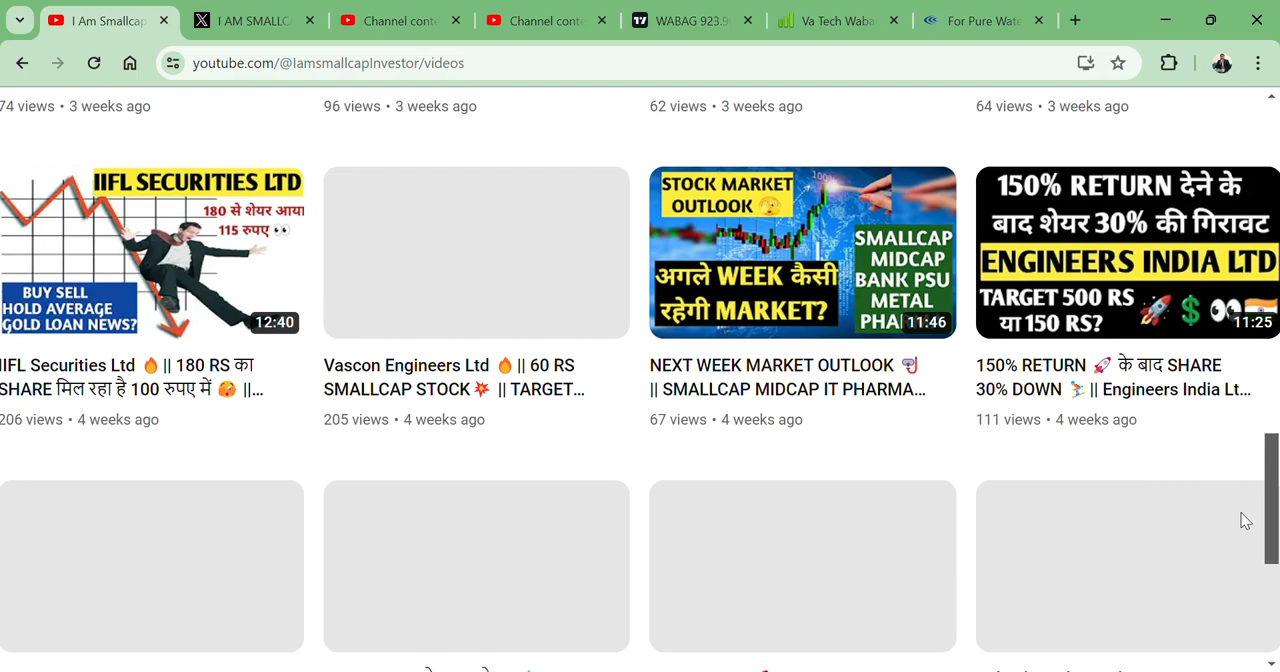 I Am Smallcap
I AM SMALLC
Channel conte
Channel conte
WABAG 923.9
Va Tech Waba
For Pure Wate
youtube.com/@IamsmallcapInvestor/videos
74 views • 3 weeks ago
96 views • 3 weeks ago
62 views • 3 weeks ago
64 views • 3 weeks ago
IIFL SECURITIES LTD
180 से शेयर आया
115 रुपए 👀
BUY SELL
HOLD AVERAGE
GOLD LOAN NEWS?
12:40
STOCK MARKET
OUTLOOK 🫣
SMALLCAP
MIDCAP
BANK PSU
METAL
अगले WEEK कैसी
रहेगी MARKET?
11:46
150% RETURN देने के
बाद शेयर 30% की गिरावट
ENGINEERS INDIA LTD
TARGET 500 RS
या 150 RS?
11:25
IIFL Securities Ltd 🔥 || 180 RS का
SHARE मिल रहा है 100 रुपए में 🫣 ||...
206 views • 4 weeks ago
Vascon Engineers Ltd 🔥 || 60 RS
SMALLCAP STOCK 💥 || TARGET...
205 views • 4 weeks ago
NEXT WEEK MARKET OUTLOOK 🤿
|| SMALLCAP MIDCAP IT PHARMA...
67 views • 4 weeks ago
150% RETURN 🚀 के बाद SHARE
30% DOWN 🏂 || Engineers India Lt...
111 views • 4 weeks ago